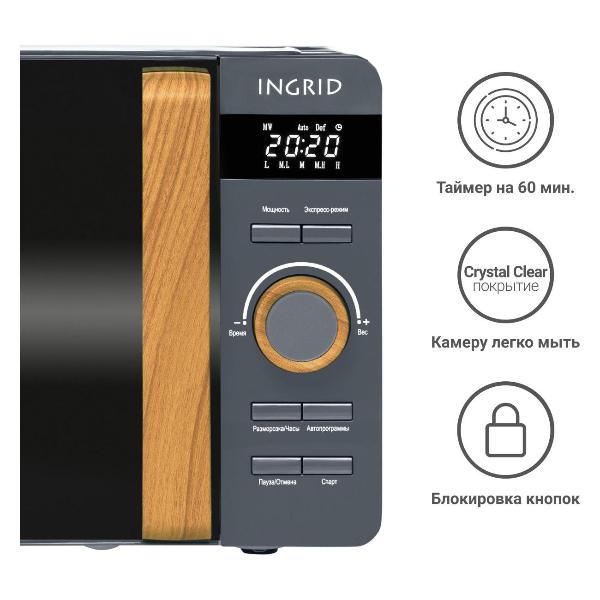 INGRID
MW Auto Def
20:20
L M.L M M.H H
Мощность Экспресс-режим
– +
Время Вес
Разморозка/Часы Автопрограммы
Пауза/Отмена Старт
Таймер на 60 мин.
Crystal Clear
покрытие
Камеру легко мыть
Блокировка кнопок